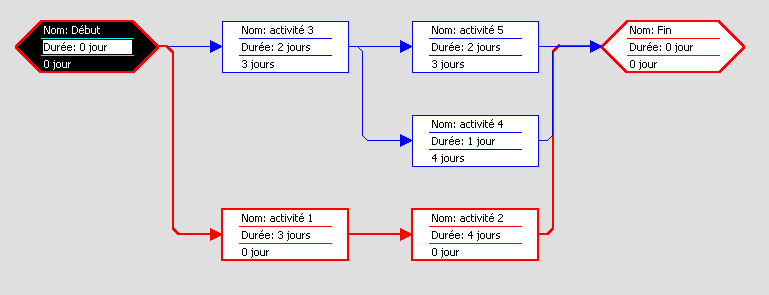 Nom: Début
Durée: 0 jour
0 jour
Nom: activité 3
Durée: 2 jours
3 jours
Nom: activité 5
Durée: 2 jours
3 jours
Nom: Fin
Durée: 0 jour
0 jour
Nom: activité 4
Durée: 1 jour
4 jours
Nom: activité 1
Durée: 3 jours
0 jour
Nom: activité 2
Durée: 4 jours
0 jour